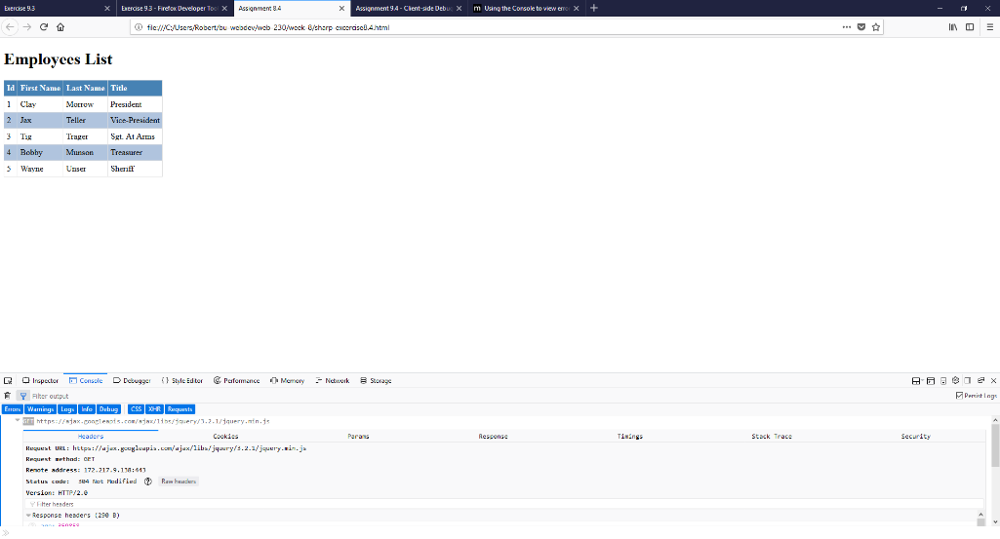 Exercise 9.3
Exercise 9.3 - Firefox Developer Tool
Assignment 8.4
Assignment 9.4 - Client-side Debu
m Using the Console to view erro
file:///C:/Users/Robert/bu-webdev/web-230/week-8/sharp-excercise8.4.html
Employees List
Id First Name Last Name Title
1 Clay Morrow President
2 Jax Teller Vice-President
3 Tig Trager Sgt. At Arms
4 Bobby Munson Treasurer
5 Wayne Unser Sheriff
Inspector Console Debugger { } Style Editor Performance Memory Network Storage
Filter output Persist Logs
Errors Warnings Logs Info Debug CSS XHR Requests
GET https://ajax.googleapis.com/ajax/libs/jquery/3.2.1/jquery.min.js
Headers Cookies Params Response Timings Stack Trace Security
Request URL: https://ajax.googleapis.com/ajax/libs/jquery/3.2.1/jquery.min.js
Request method: GET
Remote address: 172.217.9.138:443
Status code: 304 Not Modified ? Raw headers
Version: HTTP/2.0
Filter headers
Response headers (290 B)